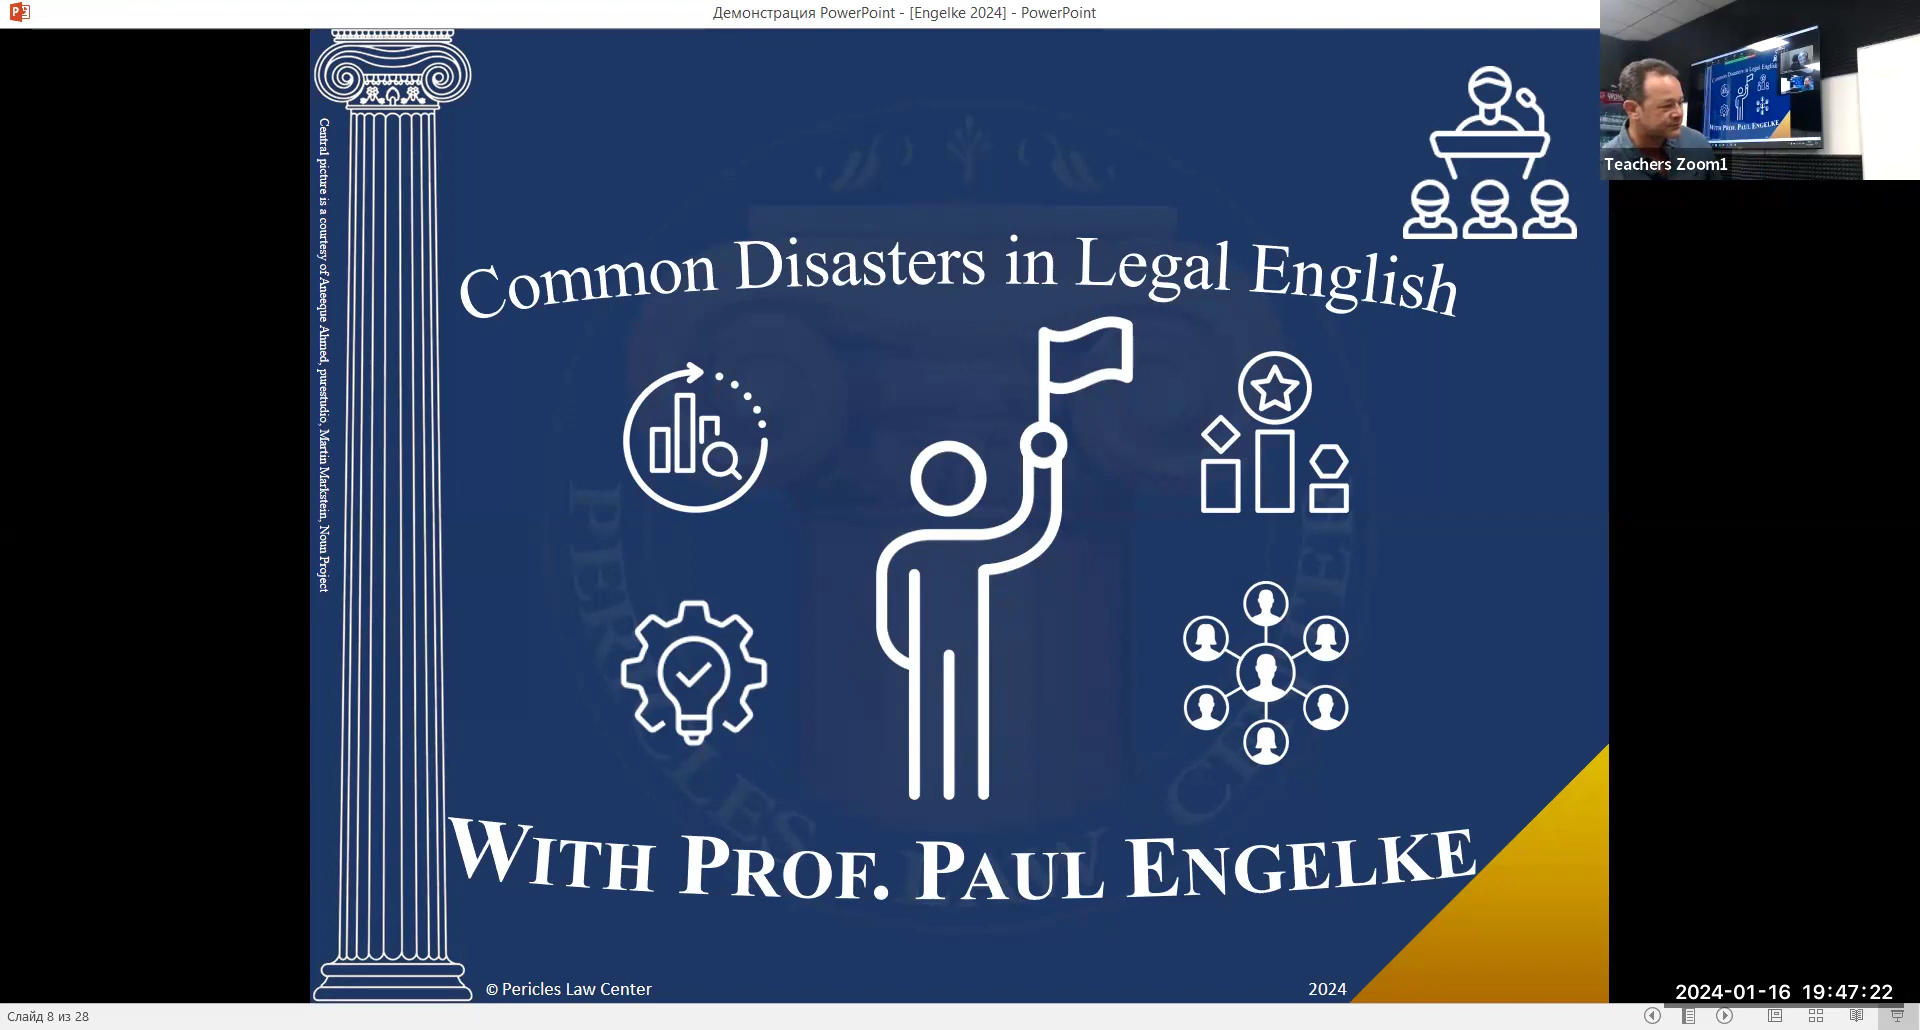 Демонстрация PowerPoint - [Engelke 2024] - PowerPoint
Teachers Zoom1
Central picture is a courtesy of Aneeque Ahmed, purestudio, Martin Markstein, Noun Project
Common Disasters in Legal English
PERICLES
CENTER
WITH PROF. PAUL ENGELKE
© Pericles Law Center
2024
2024-01-16 19:47:22
Слайд 8 из 28